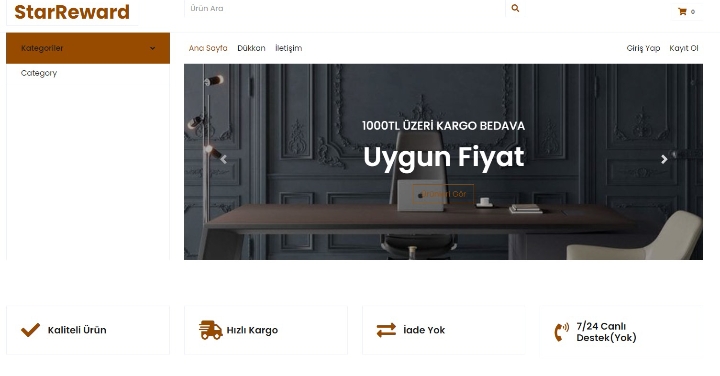 StarReward
Ürün Ara
0
Kategoriler
Ana Sayfa Dükkan İletişim
Giriş Yap Kayıt Ol
Category
1000TL ÜZERİ KARGO BEDAVA
Uygun Fiyat
Kaliteli Ürün
Hızlı Kargo
İade Yok
7/24 Canlı
Destek(Yok)